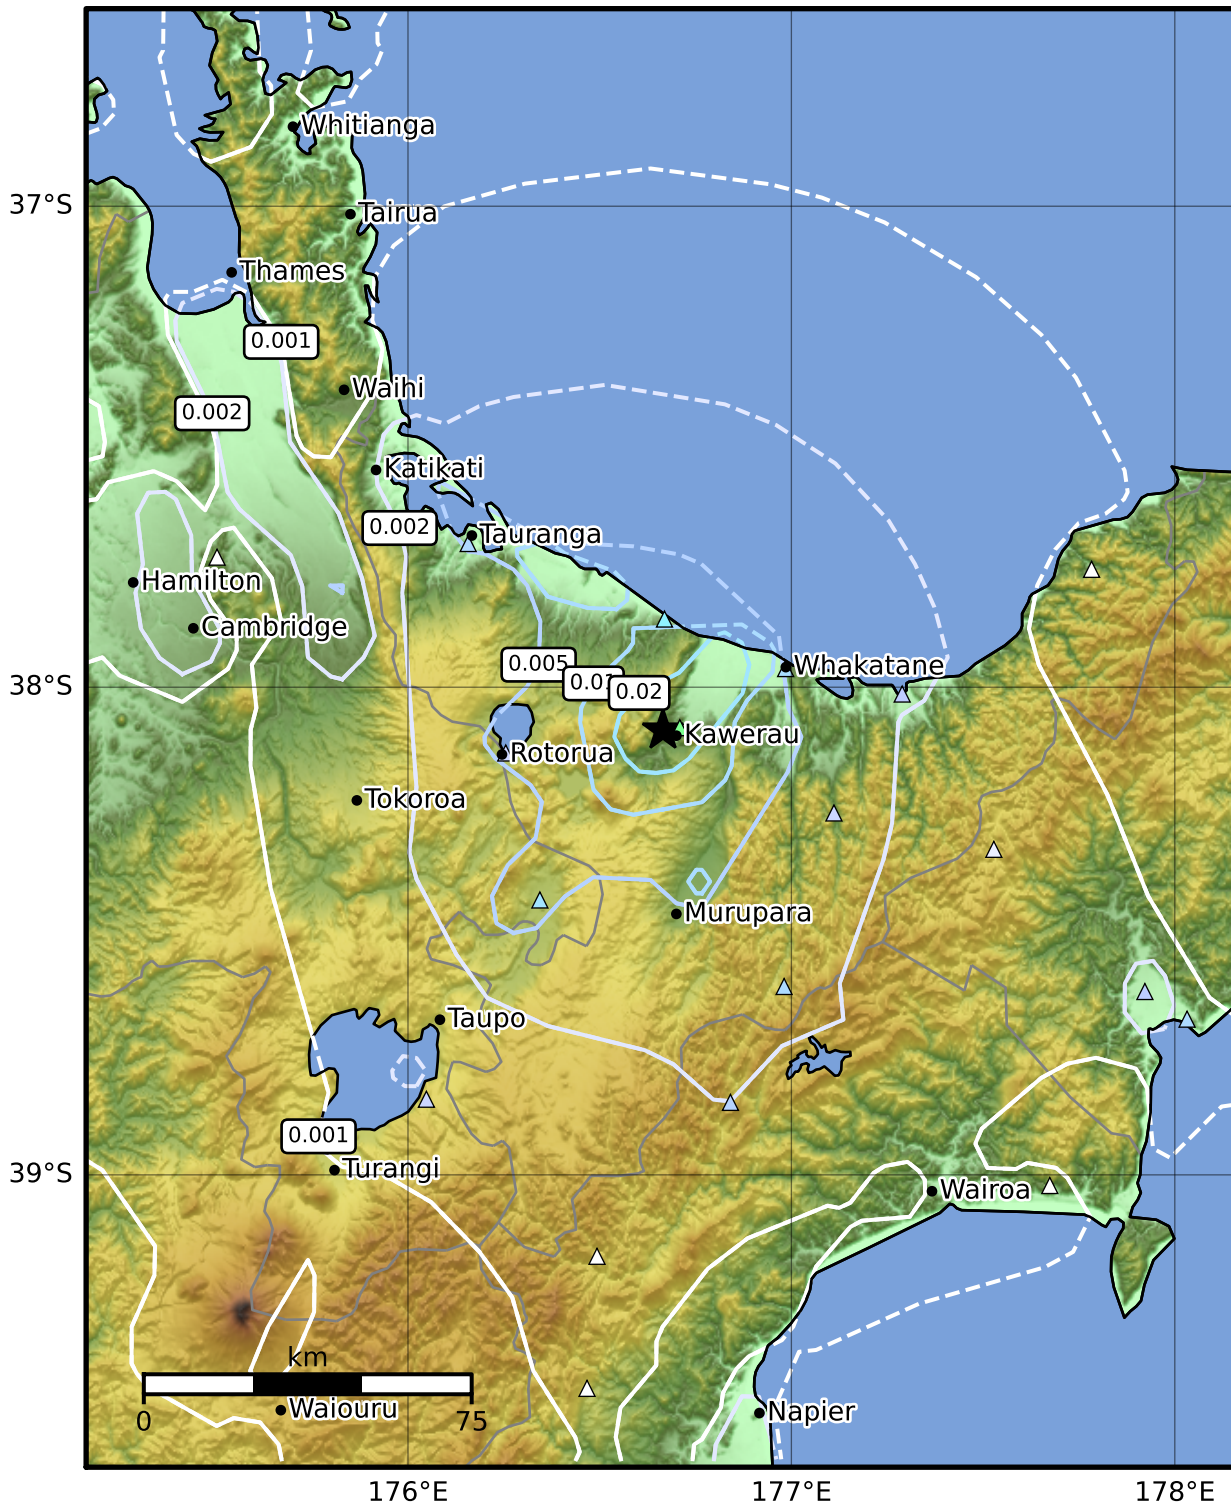 Whitianga
37°S
Tairua
Thames
0.001
Waihi
0.002
Katikati
0.002
Tauranga
Hamilton
Cambridge
0.005
0.01
0.02
Whakatane
38°S
Kawerau
Rotorua
Tokoroa
Murupara
Taupo
0.001
Turangi
39°S
Wairoa
km
0
75
Waiouru
Napier
176°E
177°E
178°E